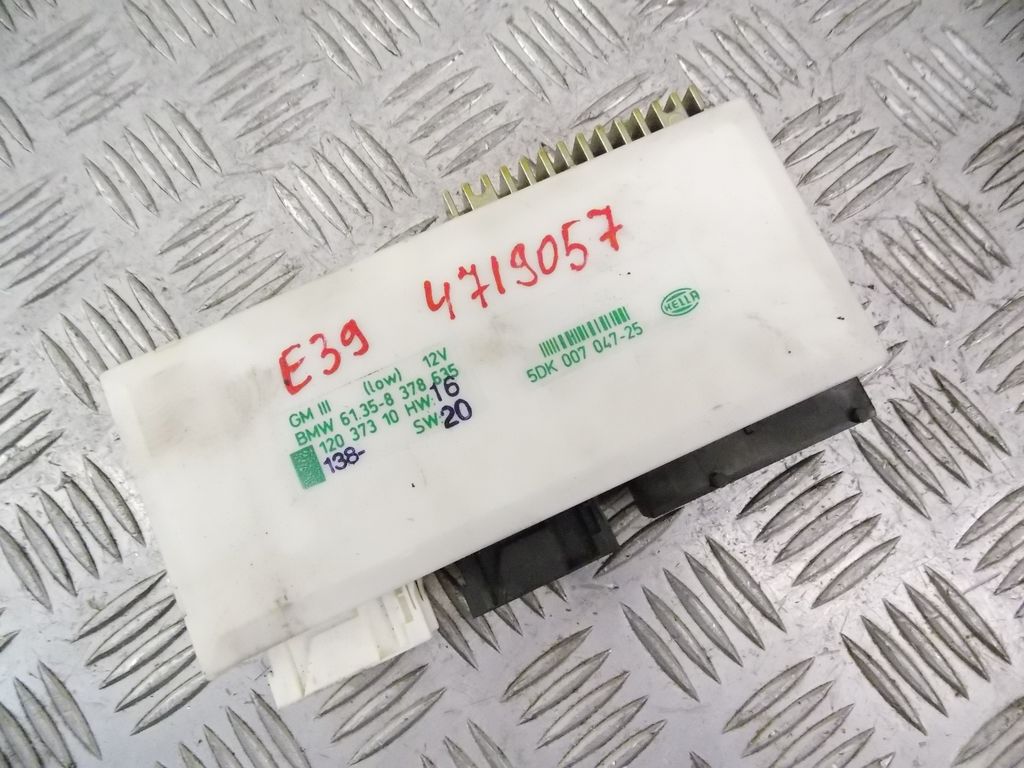 E39 4719057
GM III (low) 12V
BMW 61.35-8 378 635
120 373 10 HW:16
SW:20
138-
5DK 007 047-25
HELLA